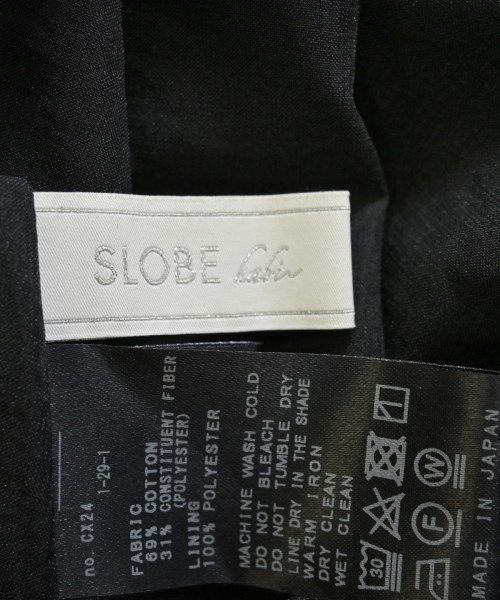 SLOBE
no. CX24 1-29-1
FABRIC
69% COTTON
31% CONSTITUENT FIBER
(POLYESTER)
LINING
100% POLYESTER
MACHINE WASH COLD
DO NOT BLEACH
DO NOT TUMBLE DRY
LINE DRY IN THE SHADE
WARM IRON
DRY CLEAN
WET CLEAN
30
F W
MADE IN JAPAN